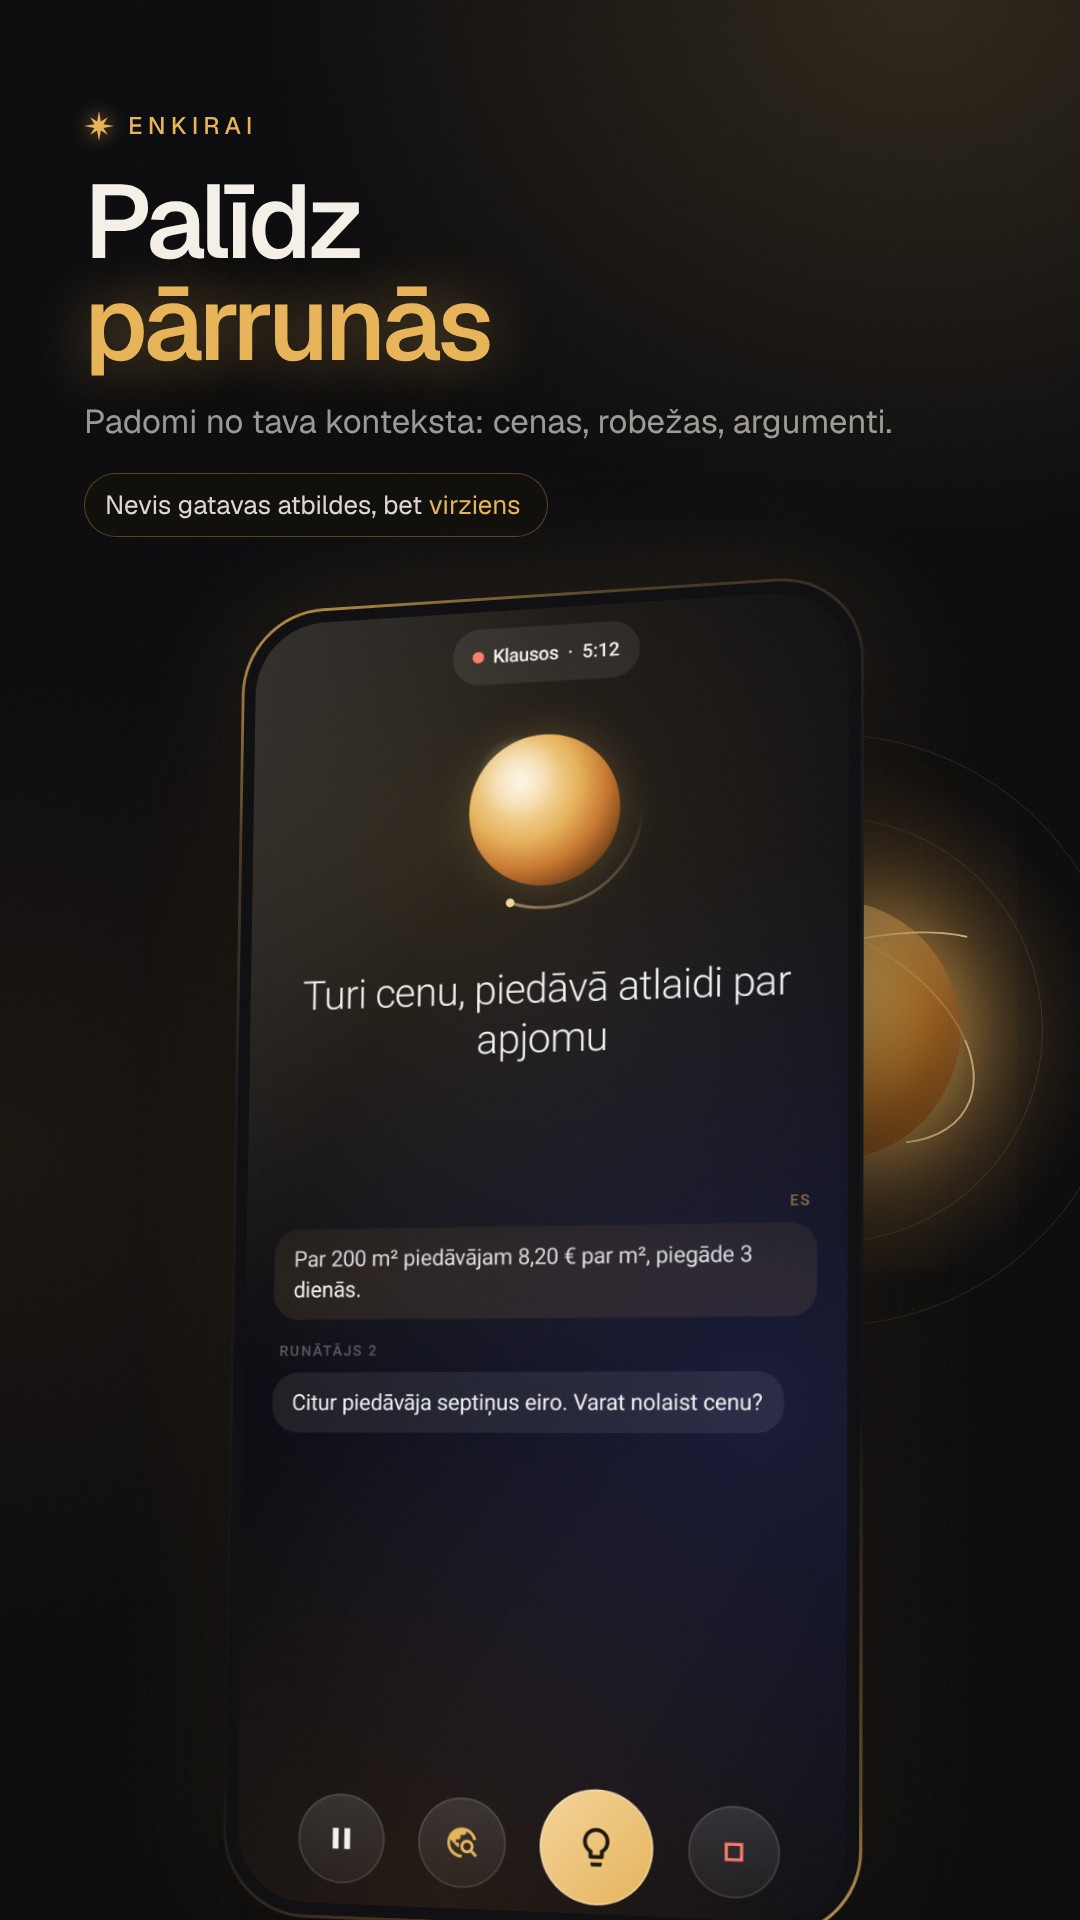 ENKIRAI
Palīdz
pārrunās
Padomi no tava konteksta: cenas, robežas, argumenti.
Nevis gatavas atbildes, bet virziens
Klausos · 5:12
Turi cenu, piedāvā atlaidi par
apjomu
ES
Par 200 m² piedāvājam 8,20 € par m², piegāde 3
dienās.
RUNĀTĀJS 2
Citur piedāvāja septiņus eiro. Varat nolaist cenu?